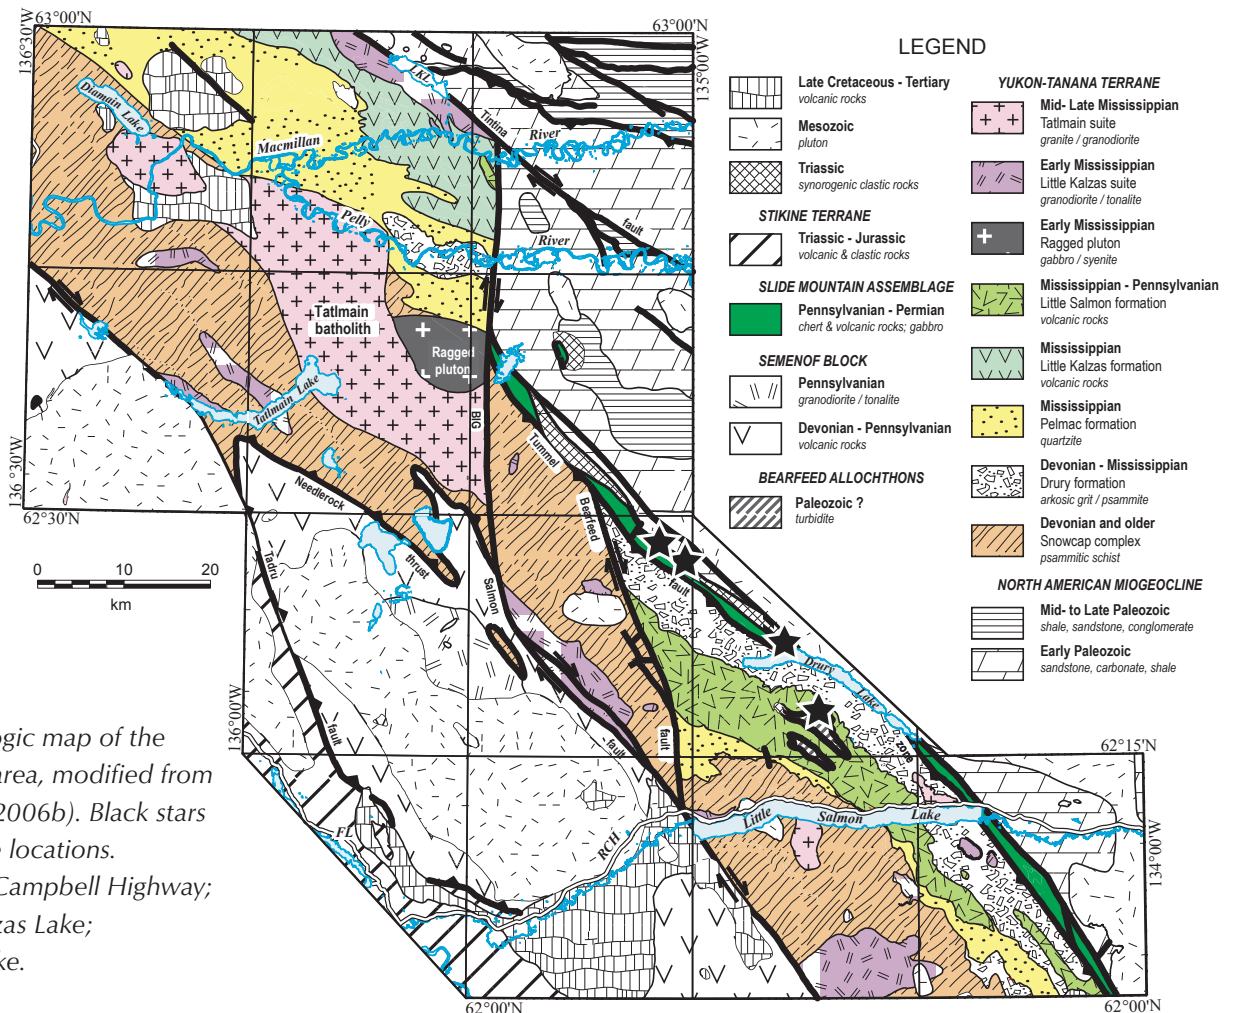 63°00'N
63°00'N
136°30'W
135°00'W
LKL
Diamain
Lake
Tintina
River
Macmillan
Pelly
River
fault
Tatlmain
batholith
Ragged
pluton
Tatlmain Lake
BIG
Tummel
136 °30'W
62°30'N
Needlerock
thrust
Bearfeed
fault
Tadru
Salmon
0 10 20
km
Drury
Lake
136°00'W
fault
fault
fault
zone
62°15'N
FL
RCH
Little Salmon Lake
134°00'W
62°00'N
62°00'N
LEGEND
Late Cretaceous - Tertiary
volcanic rocks
Mesozoic
pluton
Triassic
synorogenic clastic rocks
STIKINE TERRANE
Triassic - Jurassic
volcanic & clastic rocks
SLIDE MOUNTAIN ASSEMBLAGE
Pennsylvanian - Permian
chert & volcanic rocks; gabbro
SEMENOF BLOCK
Pennsylvanian
granodiorite / tonalite
Devonian - Pennsylvanian
volcanic rocks
BEARFEED ALLOCHTHONS
Paleozoic ?
turbidite
YUKON-TANANA TERRANE
Mid- Late Mississippian
Tatlmain suite
granite / granodiorite
Early Mississippian
Little Kalzas suite
granodiorite / tonalite
Early Mississippian
Ragged pluton
gabbro / syenite
Mississippian - Pennsylvanian
Little Salmon formation
volcanic rocks
Mississippian
Little Kalzas formation
volcanic rocks
Mississippian
Pelmac formation
quartzite
Devonian - Mississippian
Drury formation
arkosic grit / psammite
Devonian and older
Snowcap complex
psammitic schist
NORTH AMERICAN MIOGEOCLINE
Mid- to Late Paleozoic
shale, sandstone, conglomerate
Early Paleozoic
sandstone, carbonate, shale
ogic map of the
area, modified from
2006b). Black stars
e locations.
Campbell Highway;
zas Lake;
ke.